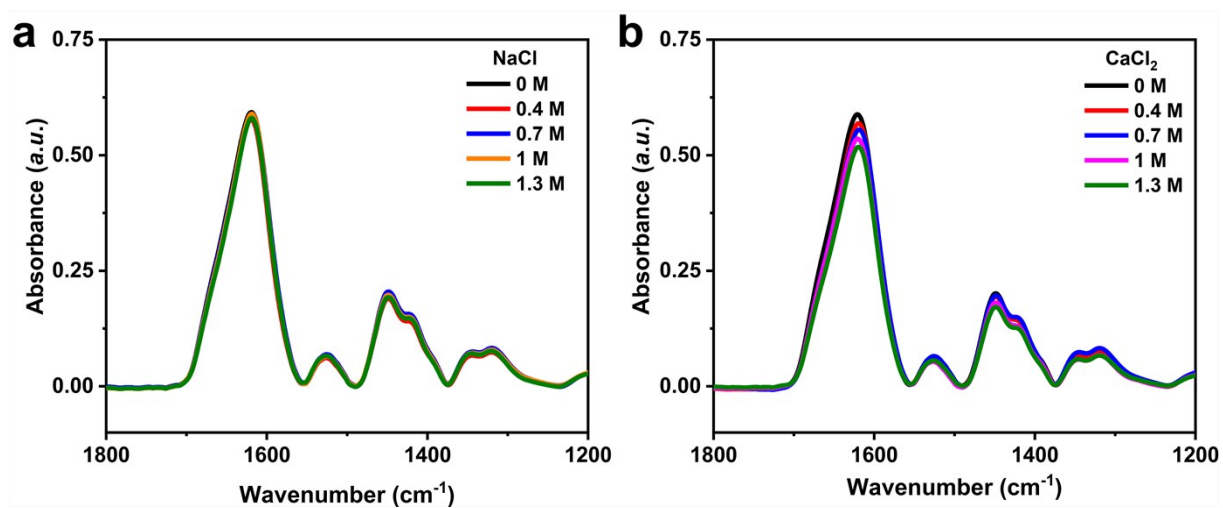 a
NaCl
0 M
0.4 M
0.7 M
1 M
1.3 M
Absorbance (a.u.)
0.75
0.50
0.25
0.00
1800
1600
1400
1200
Wavenumber (cm⁻¹)
b
CaCl₂
0 M
0.4 M
0.7 M
1 M
1.3 M
Absorbance (a.u.)
0.75
0.50
0.25
0.00
1800
1600
1400
1200
Wavenumber (cm⁻¹)